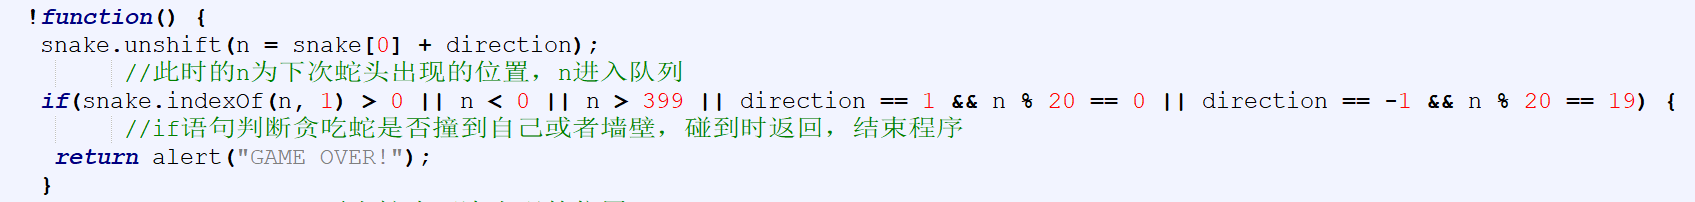 !function() {
snake.unshift(n = snake[0] + direction);
//此时的n为下次蛇头出现的位置，n进入队列
if(snake.indexOf(n, 1) > 0 || n < 0 || n > 399 || direction == 1 && n % 20 == 0 || direction == -1 && n % 20 == 19) {
//if语句判断贪吃蛇是否撞到自己或者墙壁，碰到时返回，结束程序
return alert("GAME OVER!");
}